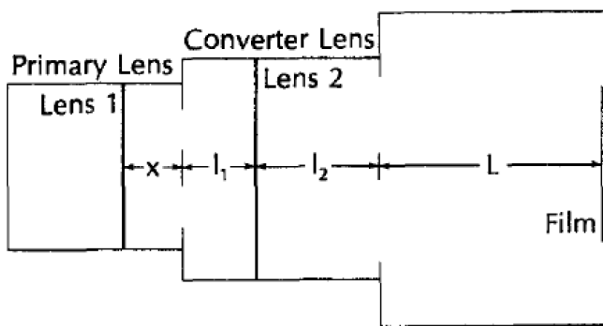 Converter Lens
Primary Lens
Lens 1
Lens 2
x
l₁
l₂
L
Film